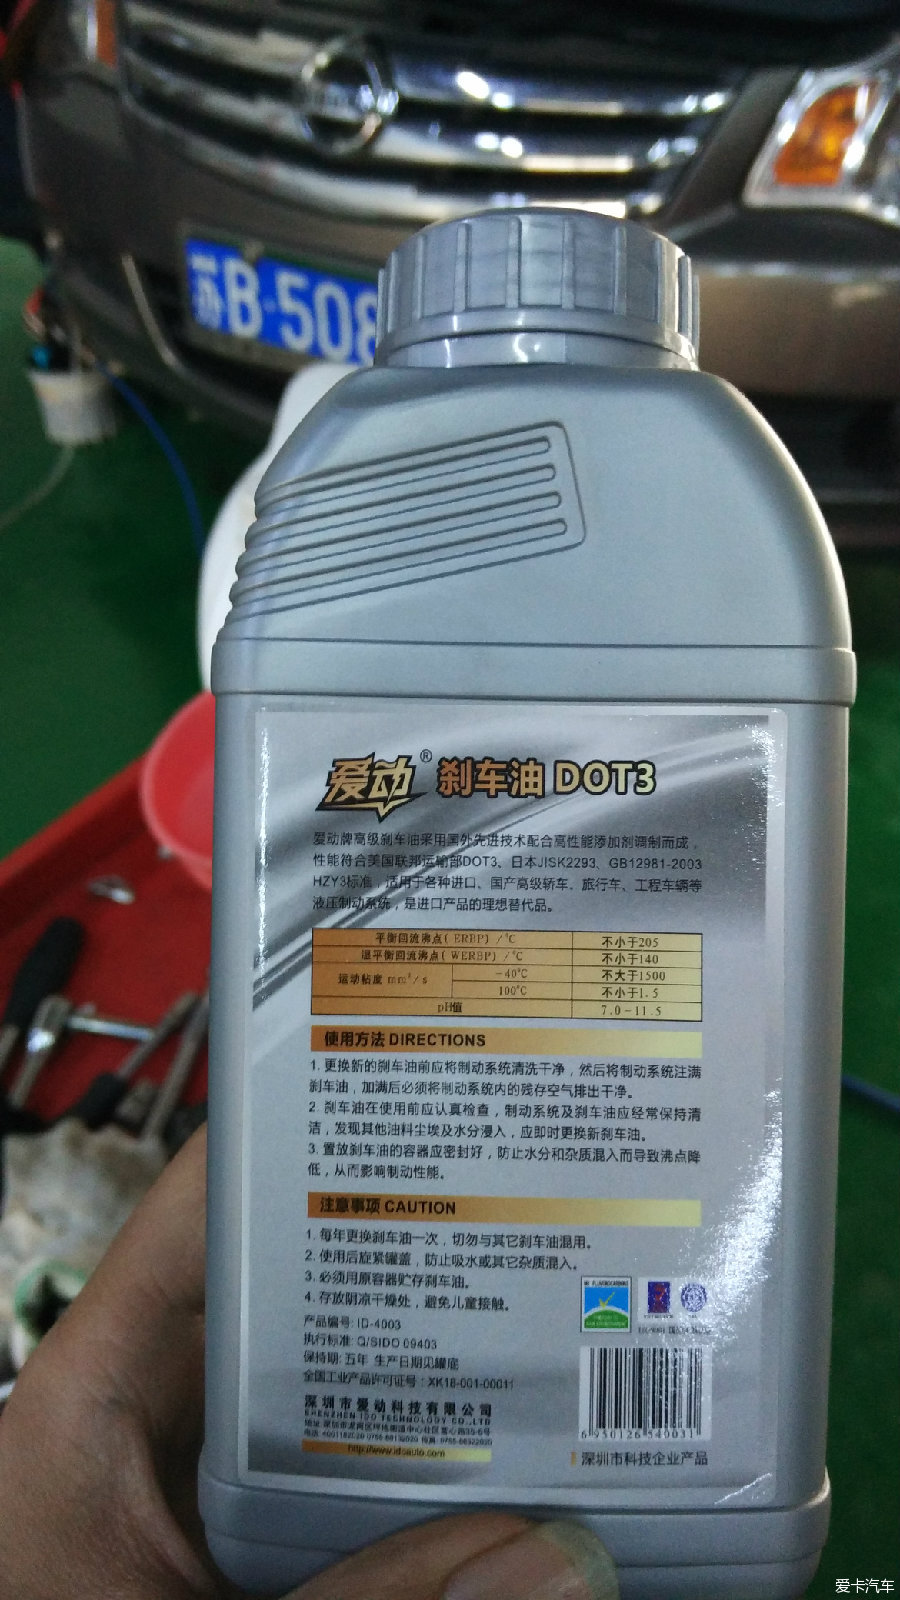 苏B·508
爱动® 刹车油 DOT3
爱动牌高级刹车油采用国外先进技术配合高性能添加剂调制而成，
性能符合美国联邦运输部DOT3、日本JISK2293、GB12981-2003
HZY3标准，适用于各种进口、国产高级轿车、旅行车、工程车辆等
液压制动系统，是进口产品的理想替代品。
平衡回流沸点( ERBP) /℃ 不小于205
湿平衡回流沸点( WERBP) /℃ 不小于140
运动粘度 mm²/s －40℃ 不大于1500
100℃ 不小于1.5
pH值 7.0－11.5
使用方法 DIRECTIONS
1. 更换新的刹车油前应将制动系统清洗干净，然后将制动系统注满
刹车油，加满后必须将制动系统内的残存空气排出干净。
2. 刹车油在使用前应认真检查，制动系统及刹车油应经常保持清
洁，发现其他油料尘埃及水分浸入，应即时更换新刹车油。
3. 置放刹车油的容器应密封好，防止水分和杂质混入而导致沸点降
低，从而影响制动性能。
注意事项 CAUTION
1. 每年更换刹车油一次，切勿与其它刹车油混用。
2. 使用后旋紧罐盖，防止吸水或其它杂质混入。
3. 必须用原容器贮存刹车油。
4. 存放阴凉干燥处，避免儿童接触。
产品编号: ID-4003
执行标准: Q/SIDO 09403
保持期: 五年 生产日期见罐底
全国工业产品许可证号：XK18-001-00011
深圳市爱动科技有限公司
SHENZHEN IDO TECHNOLOGY CO.,LTD
http://www.idoauto.com
6950126540031
深圳市科技企业产品
爱卡汽车